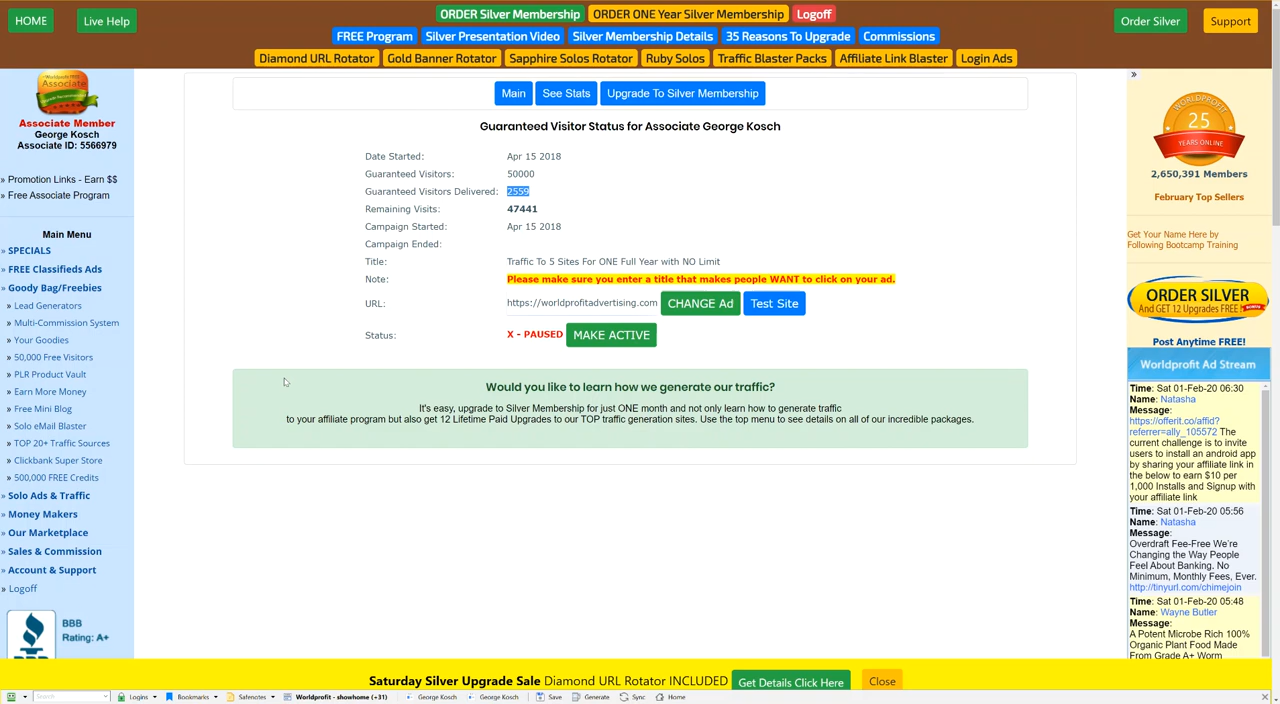 HOME
Live Help
ORDER Silver Membership
ORDER ONE Year Silver Membership
Logoff
Order Silver
Support
FREE Program
Silver Presentation Video
Silver Membership Details
35 Reasons To Upgrade
Commissions
Diamond URL Rotator
Gold Banner Rotator
Sapphire Solos Rotator
Ruby Solos
Traffic Blaster Packs
Affiliate Link Blaster
Login Ads
Worldprofit FREE
Associate
Associate Member
George Kosch
Associate ID: 5566979
» Promotion Links - Earn $$
» Free Associate Program
Main Menu
» SPECIALS
» FREE Classifieds Ads
» Goody Bag/Freebies
» Lead Generators
» Multi-Commission System
» Your Goodies
» 50,000 Free Visitors
» PLR Product Vault
» Earn More Money
» Free Mini Blog
» Solo eMail Blaster
» TOP 20+ Traffic Sources
» Clickbank Super Store
» 500,000 FREE Credits
» Solo Ads & Traffic
» Money Makers
» Our Marketplace
» Sales & Commission
» Account & Support
» Logoff
BBB
Rating: A+
Main
See Stats
Upgrade To Silver Membership
Guaranteed Visitor Status for Associate George Kosch
Date Started: Apr 15 2018
Guaranteed Visitors: 50000
Guaranteed Visitors Delivered: 2559
Remaining Visits: 47441
Campaign Started: Apr 15 2018
Campaign Ended:
Title: Traffic To 5 Sites For ONE Full Year with NO Limit
Note: Please make sure you enter a title that makes people WANT to click on your ad.
URL: https://worldprofitadvertising.com CHANGE Ad Test Site
Status: X - PAUSED MAKE ACTIVE
Would you like to learn how we generate our traffic?
It's easy, upgrade to Silver Membership for just ONE month and not only learn how to generate traffic
to your affiliate program but also get 12 Lifetime Paid Upgrades to our TOP traffic generation sites. Use the top menu to see details on all of our incredible packages.
»
WORLDPROFIT
25
YEARS ONLINE
2,650,391 Members
February Top Sellers
Get Your Name Here by
Following Bootcamp Training
ORDER SILVER
And GET 12 Upgrades FREE!
Post Anytime FREE!
Worldprofit Ad Stream
Time: Sat 01-Feb-20 06:30
Name: Natasha
Message:
https://offerit.co/affid?
referrer=ally_105572 The
current challenge is to invite
users to install an android app
by sharing your affiliate link in
the below to earn $10 per
1,000 Installs and Signup with
your affiliate link
Time: Sat 01-Feb-20 05:56
Name: Natasha
Message:
Overdraft Fee-Free We're
Changing the Way People
Feel About Banking. No
Minimum, Monthly Fees, Ever.
http://tinyurl.com/chimejoin
Time: Sat 01-Feb-20 05:48
Name: Wayne Butler
Message:
A Potent Microbe Rich 100%
Organic Plant Food Made
From Grade A+ Worm
Saturday Silver Upgrade Sale Diamond URL Rotator INCLUDED
Get Details Click Here
Close
Search
Logins
Bookmarks
Safenotes
Worldprofit - showhome (+31)
George Kosch
George Kosch
Save
Generate
Sync
Home